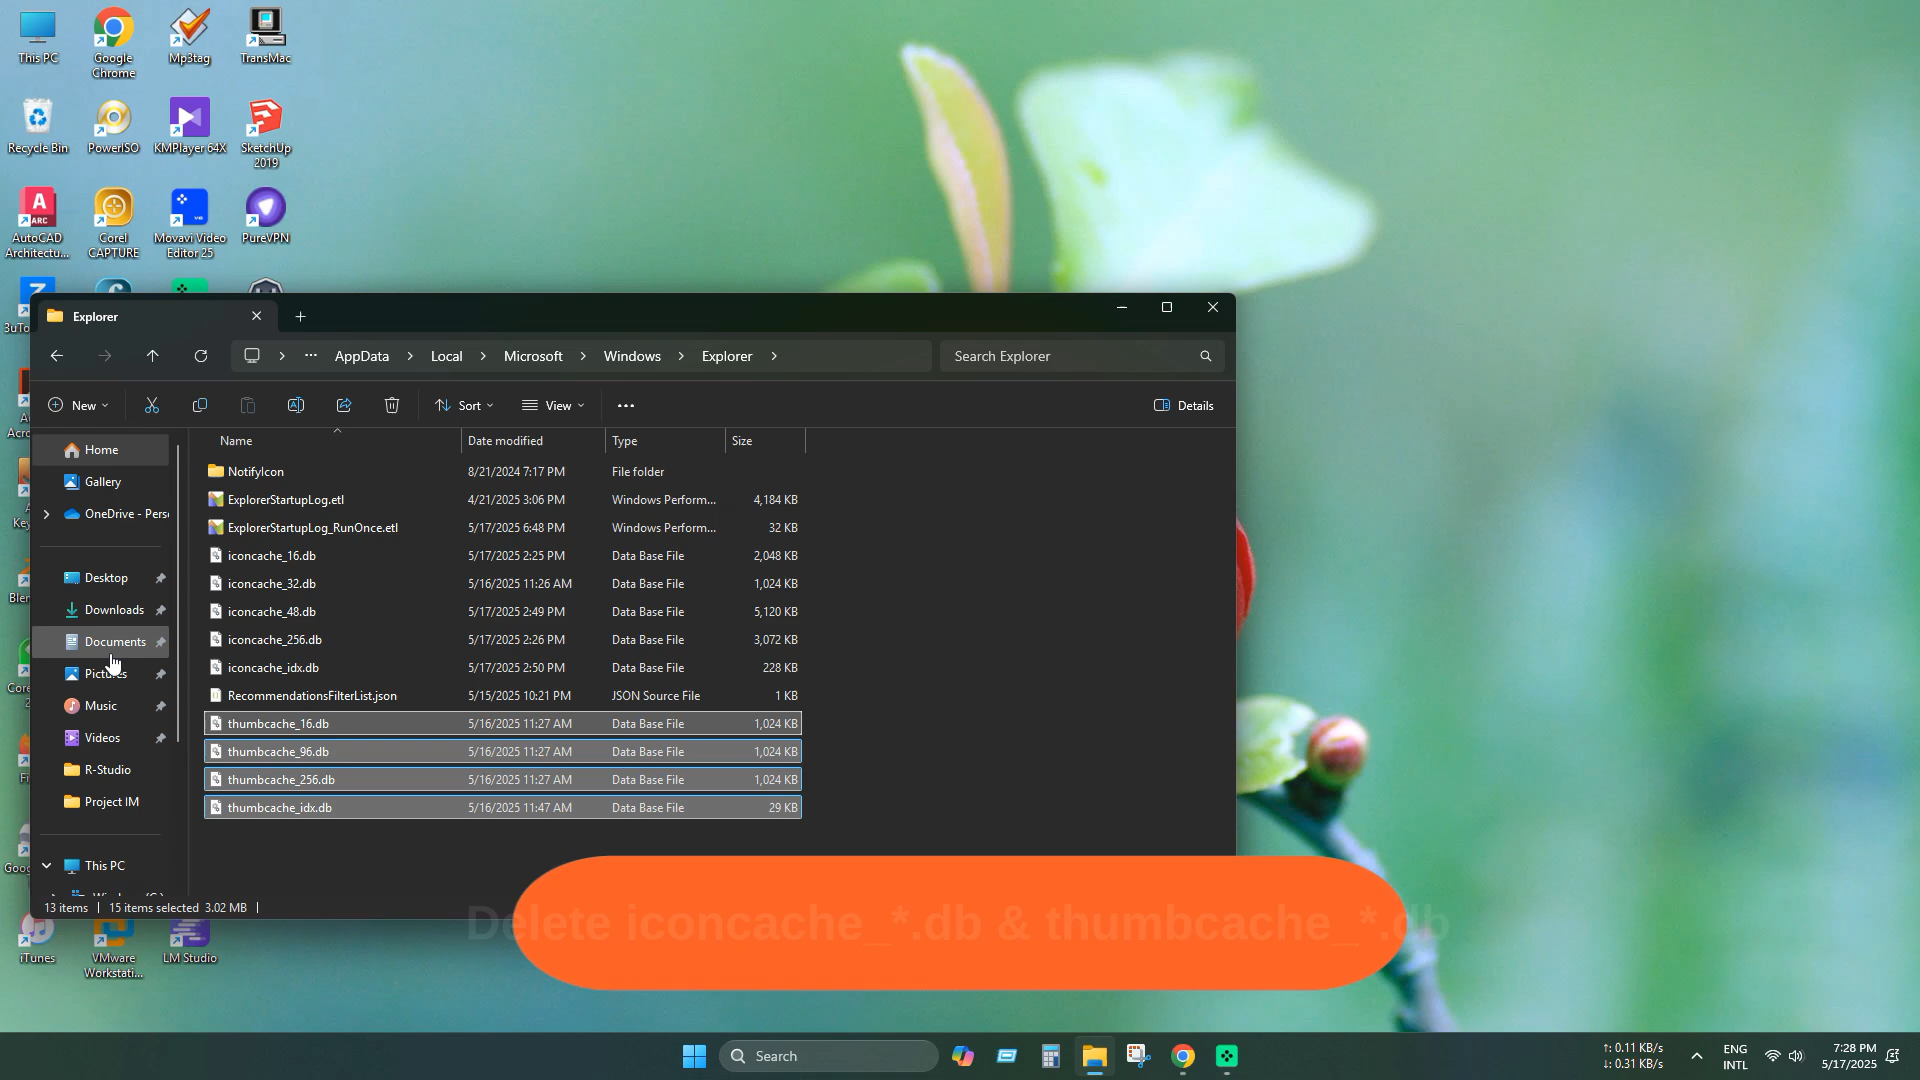 This PC
Google
Chrome
Mp3tag
TransMac
Recycle Bin
PowerISO
KMPlayer 64X
SketchUp
2019
AutoCAD
Architectu...
Corel
CAPTURE
Movavi Video
Editor 25
PureVPN
Explorer
AppData
Local
Microsoft
Windows
Explorer
Search Explorer
New
Sort
View
Details
Name
Date modified
Type
Size
Home
Gallery
OneDrive - Pers
Desktop
Downloads
Documents
Pictures
Music
Videos
R-Studio
Project IM
This PC
NotifyIcon 8/21/2024 7:17 PM File folder
ExplorerStartupLog.etl 4/21/2025 3:06 PM Windows Perform... 4,184 KB
ExplorerStartupLog_RunOnce.etl 5/17/2025 6:48 PM Windows Perform... 32 KB
iconcache_16.db 5/17/2025 2:25 PM Data Base File 2,048 KB
iconcache_32.db 5/16/2025 11:26 AM Data Base File 1,024 KB
iconcache_48.db 5/17/2025 2:49 PM Data Base File 5,120 KB
iconcache_256.db 5/17/2025 2:26 PM Data Base File 3,072 KB
iconcache_idx.db 5/17/2025 2:50 PM Data Base File 228 KB
RecommendationsFilterList.json 5/15/2025 10:21 PM JSON Source File 1 KB
thumbcache_16.db 5/16/2025 11:27 AM Data Base File 1,024 KB
thumbcache_96.db 5/16/2025 11:27 AM Data Base File 1,024 KB
thumbcache_256.db 5/16/2025 11:27 AM Data Base File 1,024 KB
thumbcache_idx.db 5/16/2025 11:47 AM Data Base File 29 KB
13 items
15 items selected 3.02 MB
Delete iconcache_*.db & thumbcache_*.db
iTunes
VMware
Workstati...
LM Studio
Search
↑: 0.11 KB/s
↓: 0.31 KB/s
ENG
INTL
7:28 PM
5/17/2025